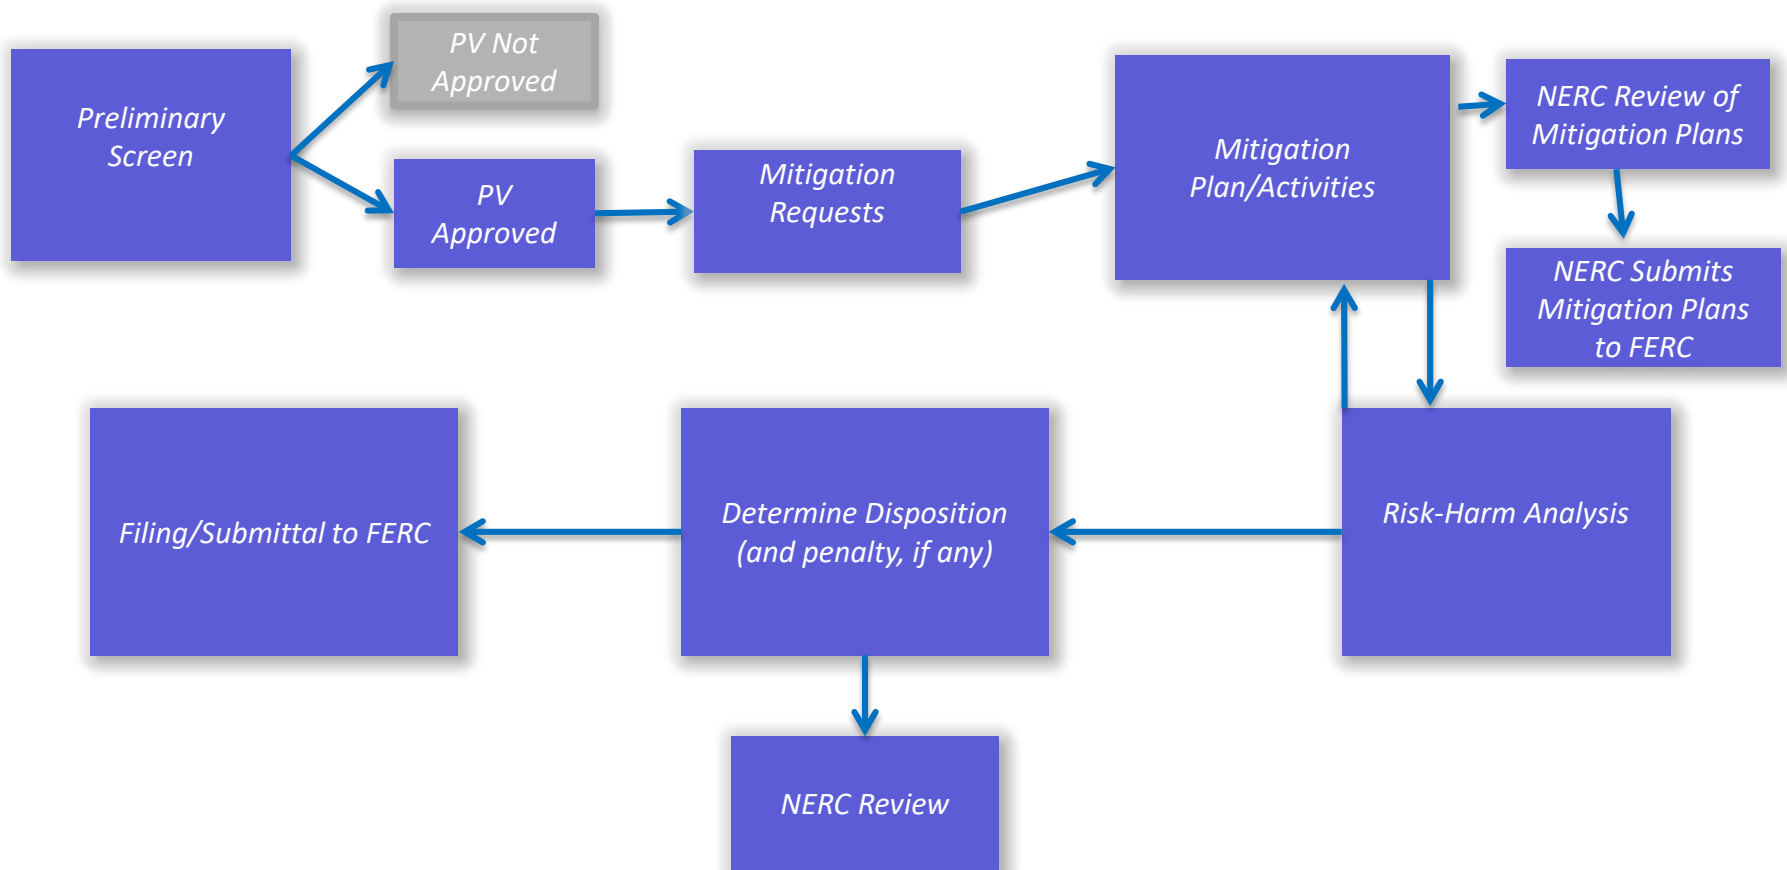 PV Not
Approved
Preliminary
Screen
PV
Approved
Mitigation
Requests
Mitigation
Plan/Activities
NERC Review of
Mitigation Plans
NERC Submits
Mitigation Plans
to FERC
Filing/Submittal to FERC
Determine Disposition
(and penalty, if any)
Risk-Harm Analysis
NERC Review